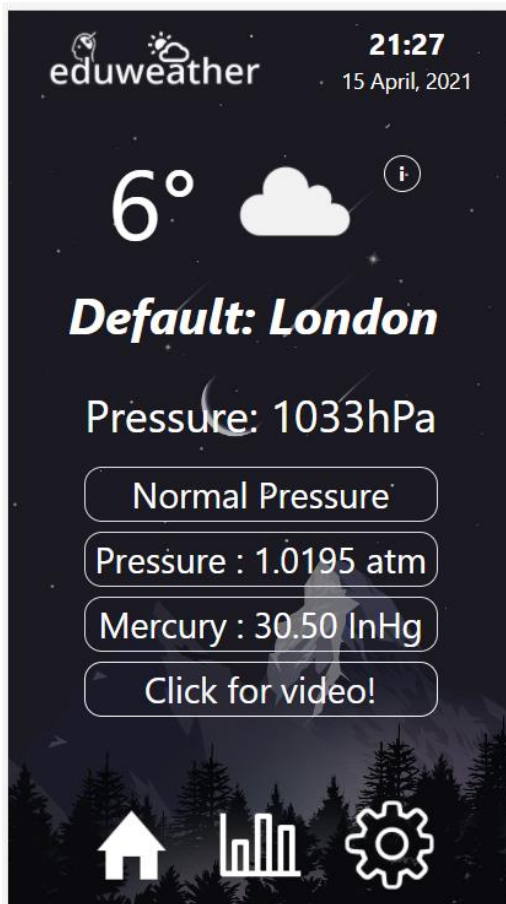 eduweather
21:27
15 April, 2021
6°
i
Default: London
Pressure: 1033hPa
Normal Pressure
Pressure : 1.0195 atm
Mercury : 30.50 InHg
Click for video!